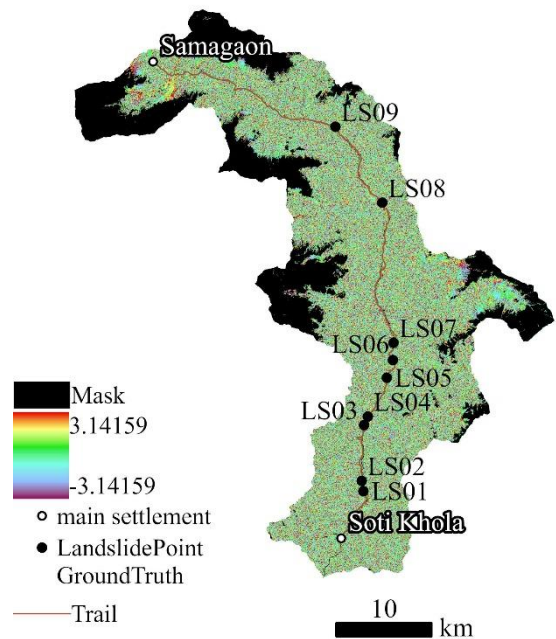 Samagaon
LS09
LS08
LS07
LS06
LS05
LS04
LS03
LS02
LS01
Soti Khola
Mask
3.14159
-3.14159
main settlement
LandslidePoint
GroundTruth
Trail
10
km